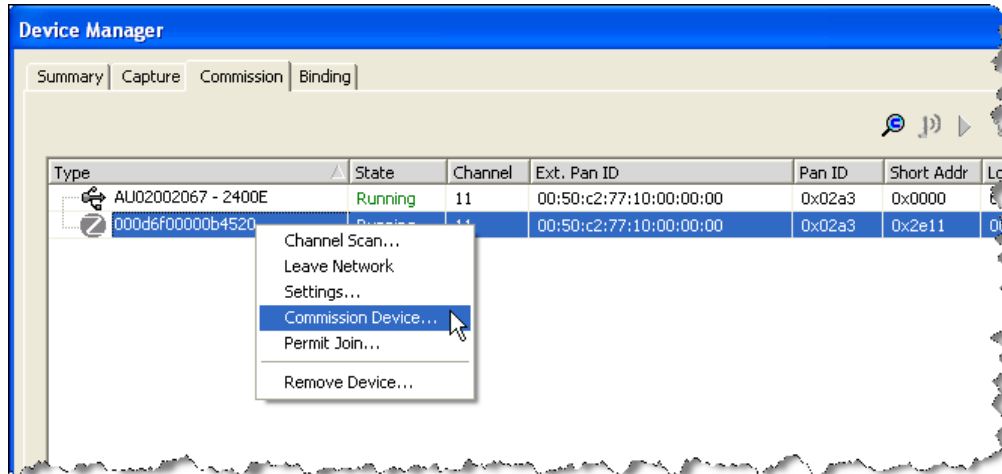 Device Manager
Summary Capture Commission Binding
Type State Channel Ext. Pan ID Pan ID Short Addr
AU02002067 - 2400E Running 11 00:50:c2:77:10:00:00:00 0x02a3 0x0000
000d6f00000b4520 Running 11 00:50:c2:77:10:00:00:00 0x02a3 0x2e11
Channel Scan...
Leave Network
Settings...
Commission Device...
Permit Join...
Remove Device...